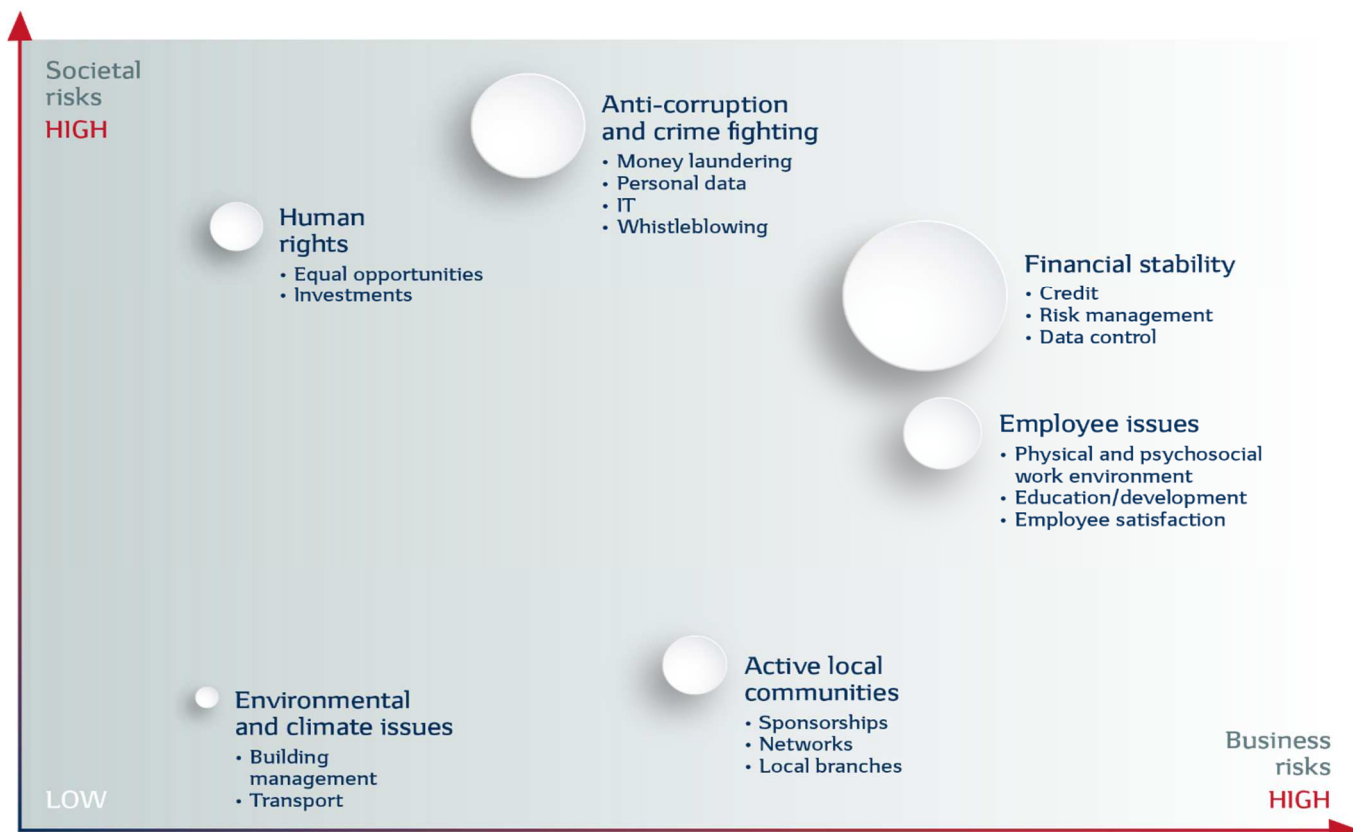 Societal
risks
HIGH
Anti-corruption
and crime fighting
• Money laundering
• Personal data
• IT
• Whistleblowing
Human
rights
• Equal opportunities
• Investments
Financial stability
• Credit
• Risk management
• Data control
Employee issues
• Physical and psychosocial
work environment
• Education/development
• Employee satisfaction
Active local
communities
• Sponsorships
• Networks
• Local branches
Environmental
and climate issues
• Building
management
• Transport
LOW
Business
risks
HIGH